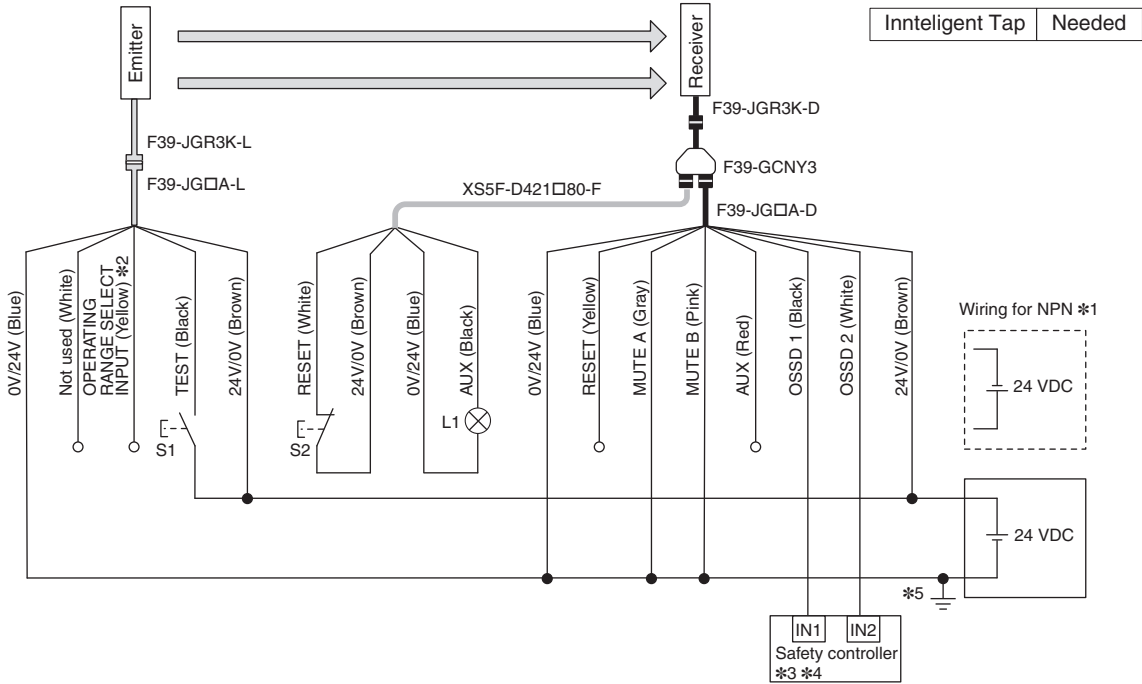 Inntelligent Tap Needed
Emitter
Receiver
F39-JGR3K-L
F39-JG□A-L
F39-JGR3K-D
F39-GCNY3
XS5F-D421□80-F
F39-JG□A-D
0V/24V (Blue)
Not used (White)
OPERATING
RANGE SELECT
INPUT (Yellow) *2
TEST (Black)
24V/0V (Brown)
S1
RESET (White)
24V/0V (Brown)
0V/24V (Blue)
AUX (Black)
S2
L1
0V/24V (Blue)
RESET (Yellow)
MUTE A (Gray)
MUTE B (Pink)
AUX (Red)
OSSD 1 (Black)
OSSD 2 (White)
24V/0V (Brown)
Wiring for NPN *1
24 VDC
24 VDC
*5
IN1 IN2
Safety controller
*3 *4